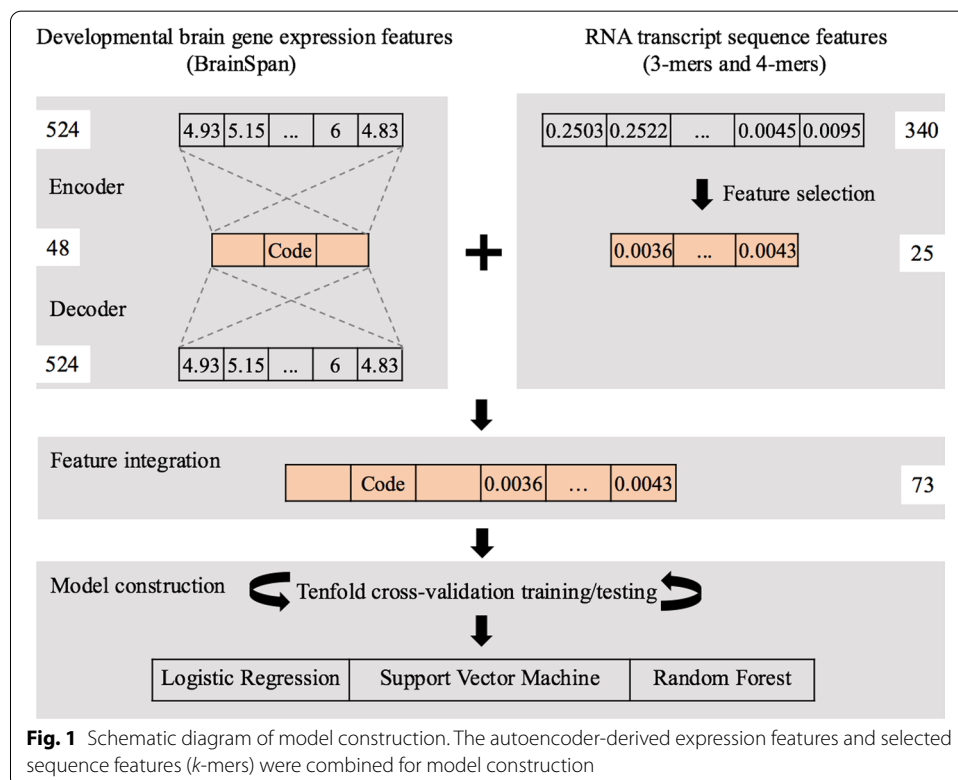 Developmental brain gene expression features
(BrainSpan)
RNA transcript sequence features
(3-mers and 4-mers)
524
4.93 5.15 ... 6 4.83
0.2503 0.2522 ... 0.0045 0.0095
340
Encoder
Feature selection
48
Code
+
0.0036 ... 0.0043
25
Decoder
524
4.93 5.15 ... 6 4.83
Feature integration
Code 0.0036 ... 0.0043
73
Model construction
Tenfold cross-validation training/testing
Logistic Regression Support Vector Machine Random Forest
Fig. 1 Schematic diagram of model construction. The autoencoder-derived expression features and selected
sequence features (k-mers) were combined for model construction